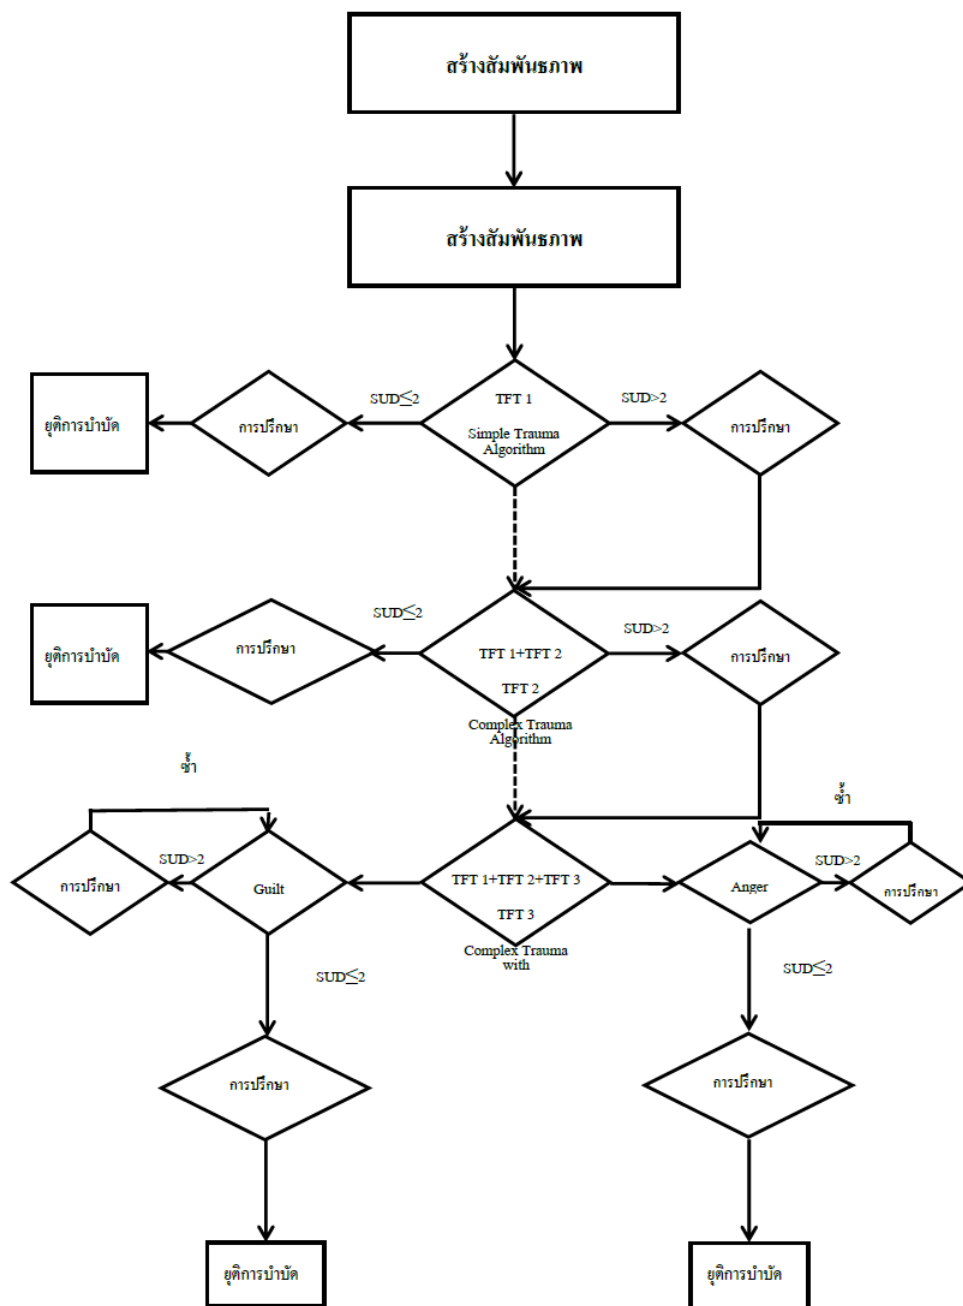 สร้างสัมพันธภาพ
สร้างสัมพันธภาพ
SUD≤2
TFT 1
SUD>2
ยุติการบำบัด
การปรึกษา
Simple Trauma
Algorithm
การปรึกษา
SUD≤2
SUD>2
ยุติการบำบัด
การปรึกษา
TFT 1+TFT 2
การปรึกษา
TFT 2
Complex Trauma
Algorithm
ซ้ำ
ซ้ำ
การปรึกษา
SUD>2
Guilt
TFT 1+TFT 2+TFT 3
Anger
SUD>2
การปรึกษา
TFT 3
Complex Trauma
with
SUD≤2
SUD≤2
การปรึกษา
การปรึกษา
ยุติการบำบัด
ยุติการบำบัด